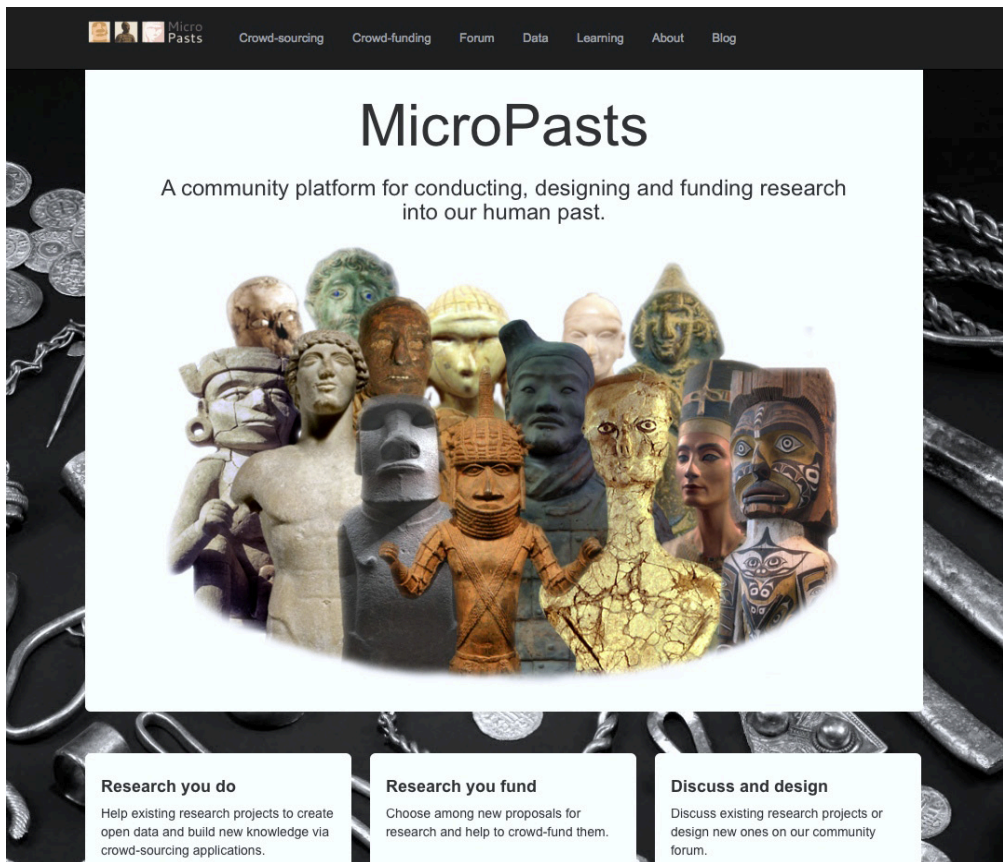 Micro
Pasts
Crowd-sourcing Crowd-funding Forum Data Learning About Blog
MicroPasts
A community platform for conducting, designing and funding research
into our human past.
Research you do
Help existing research projects to create
open data and build new knowledge via
crowd-sourcing applications.
Research you fund
Choose among new proposals for
research and help to crowd-fund them.
Discuss and design
Discuss existing research projects or
design new ones on our community
forum.